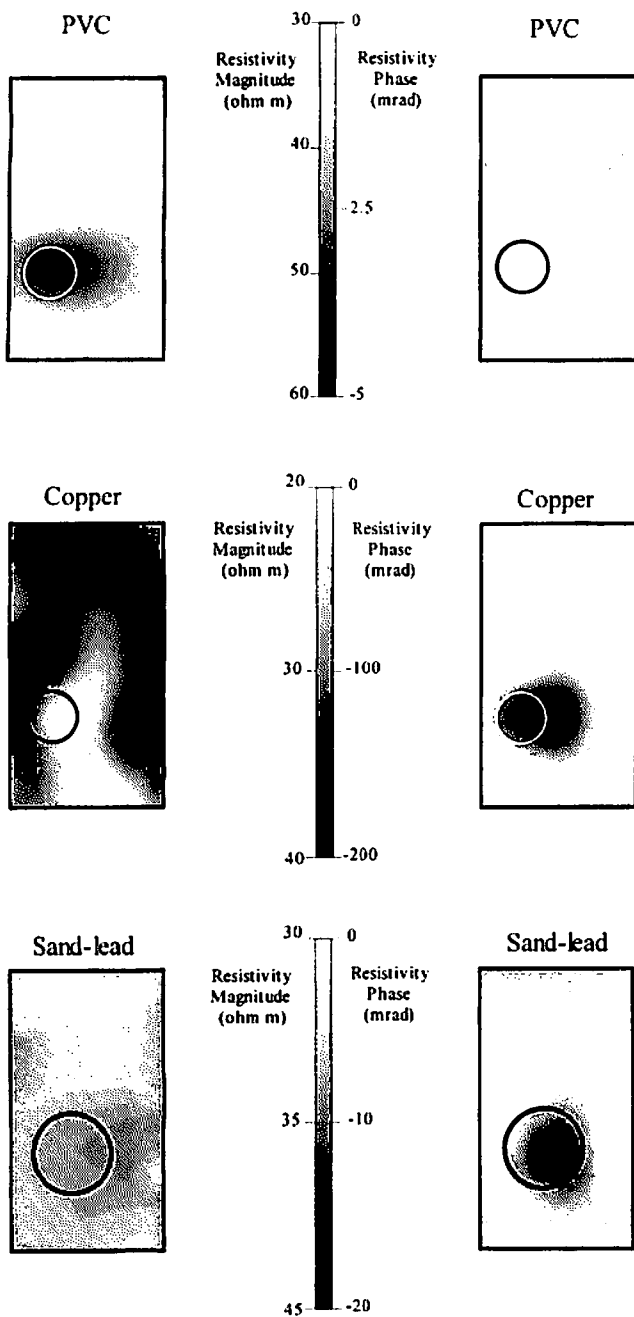 PVC
PVC
30
0
Resistivity
Magnitude
(ohm m)
Resistivity
Phase
(mrad)
40
-2.5
50
60
-5
Copper
Copper
20
0
Resistivity
Magnitude
(ohm m)
Resistivity
Phase
(mrad)
30
-100
40
-200
Sand-lead
Sand-lead
30
0
Resistivity
Magnitude
(ohm m)
Resistivity
Phase
(mrad)
35
-10
45
-20